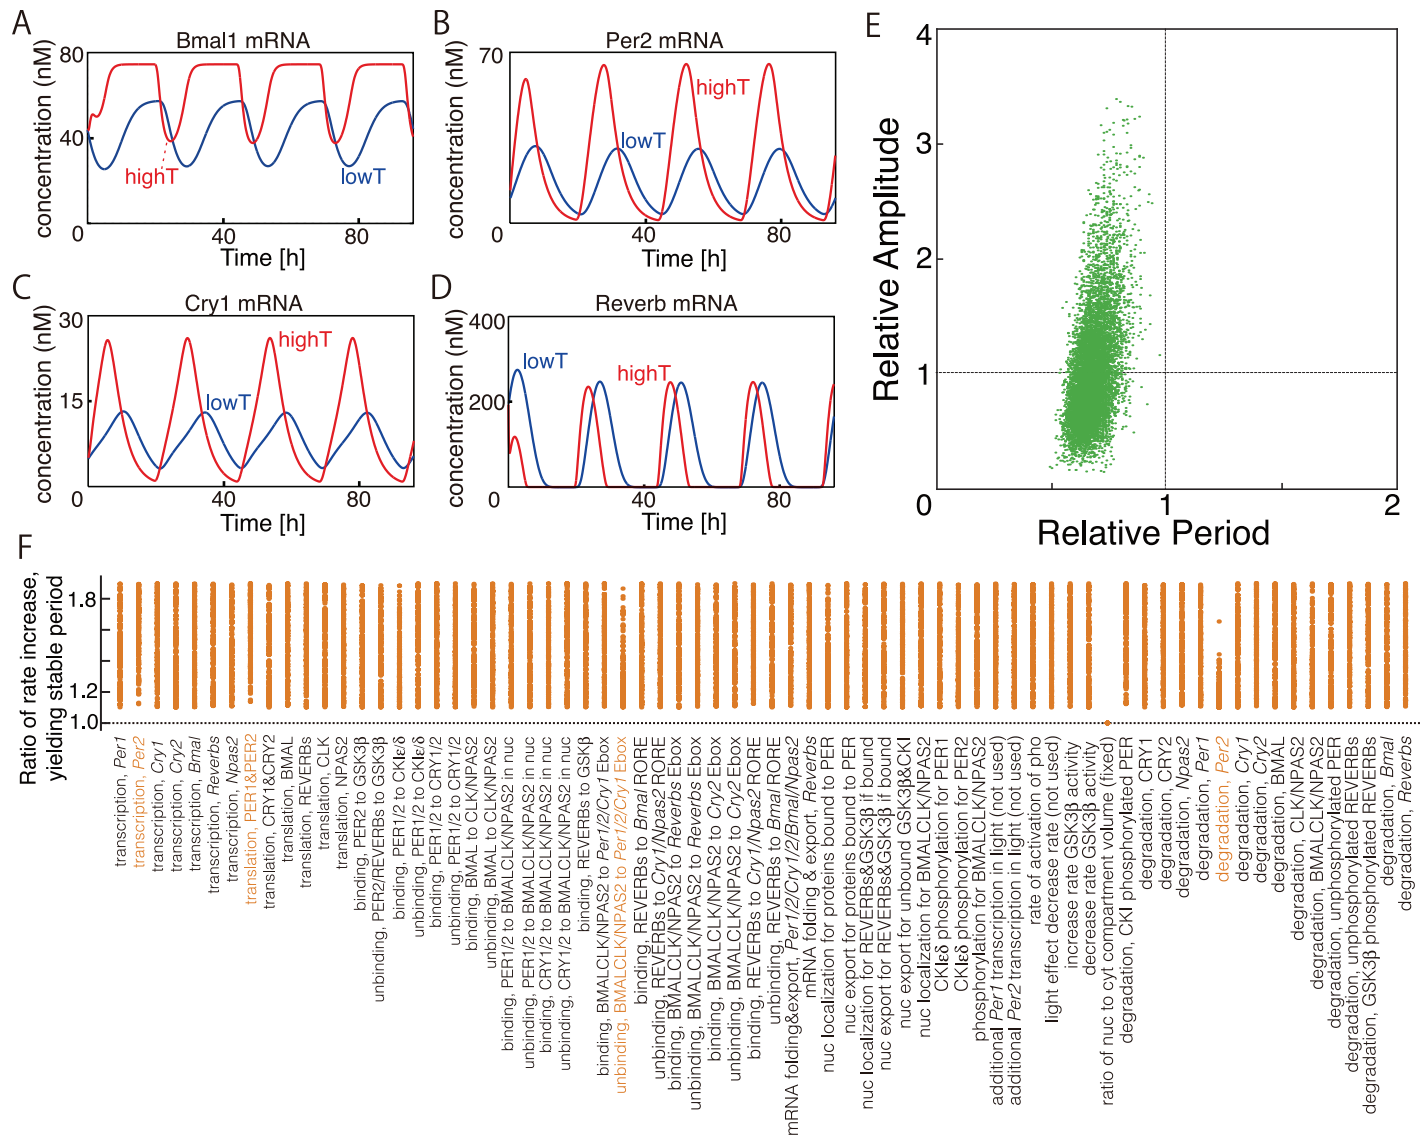 A
Bmal1 mRNA
concentration (nM)
80
40
0
highT
lowT
40
80
Time [h]
B
Per2 mRNA
concentration (nM)
70
0
highT
lowT
40
80
Time [h]
C
Cry1 mRNA
concentration (nM)
30
15
0
highT
lowT
40
80
Time [h]
D
Reverb mRNA
concentration (nM)
400
200
0
lowT
highT
40
80
Time [h]
E
Relative Amplitude
4
3
2
1
0
1
2
Relative Period
F
Ratio of rate increase,
yielding stable period
1.8
1.2
1.0
transcription, Per1
transcription, Per2
transcription, Cry1
transcription, Cry2
transcription, Bmal
transcription, Reverbs
transcription, Npas2
translation, PER1&PER2
translation, CRY1&CRY2
translation, BMAL
translation, REVERBs
translation, CLK
translation, NPAS2
binding, PER2 to GSK3β
unbinding, PER2/REVERBs to GSK3β
binding, PER1/2 to CKIε/δ
unbinding, PER1/2 to CKIε/δ
binding, PER1/2 to CRY1/2
unbinding, PER1/2 to CRY1/2
binding, BMAL to CLK/NPAS2
unbinding, BMAL to CLK/NPAS2
binding, PER1/2 to BMALCLK/NPAS2 in nuc
unbinding, PER1/2 to BMALCLK/NPAS2 in nuc
binding, CRY1/2 to BMALCLK/NPAS2 in nuc
unbinding, CRY1/2 to BMALCLK/NPAS2 in nuc
binding, REVERBs to GSKβ
binding, BMALCLK/NPAS2 to Per1/2/Cry1 Ebox
unbinding, BMALCLK/NPAS2 to Per1/2/Cry1 Ebox
binding, REVERBs to Bmal RORE
unbinding, REVERBs to Cry1/Npas2 RORE
binding, BMALCLK/NPAS2 to Reverbs Ebox
unbinding, BMALCLK/NPAS2 to Reverbs Ebox
binding, BMALCLK/NPAS2 to Cry2 Ebox
unbinding, BMALCLK/NPAS2 to Cry2 Ebox
binding, REVERBs to Cry1/Npas2 RORE
unbinding, REVERBs to Bmal RORE
mRNA folding&export, Per1/2/Cry1/2/Bmal/Npas2
mRNA folding & export, Reverbs
nuc localization for proteins bound to PER
nuc export for proteins bound to PER
nuc localization for REVERBs&GSK3β if bound
nuc export for REVERBs&GSK3β if bound
nuc export for unbound GSK3β&CKI
nuc localization for BMALCLK/NPAS2
CKIεδ phosphorylation for PER1
CKIεδ phosphorylation for PER2
phosphorylation for BMALCLK/NPAS2
additional Per1 transcription in light (not used)
additional Per2 transcription in light (not used)
rate of activation of pho
light effect decrease rate (not used)
increase rate GSK3β activity
decrease rate GSK3β activity
ratio of nuc to cyt compartment volume (fixed)
degradation, CKI phosphorylated PER
degradation, CRY1
degradation, CRY2
degradation, Npas2
degradation, Per1
degradation, Per2
degradation, Cry1
degradation, Cry2
degradation, BMAL
degradation, CLK/NPAS2
degradation, BMALCLK/NPAS2
degradation, unphosphorylated PER
degradation, unphosphorylated REVERBs
degradation, GSK3β phosphorylated REVERBs
degradation, Bmal
degradation, Reverbs